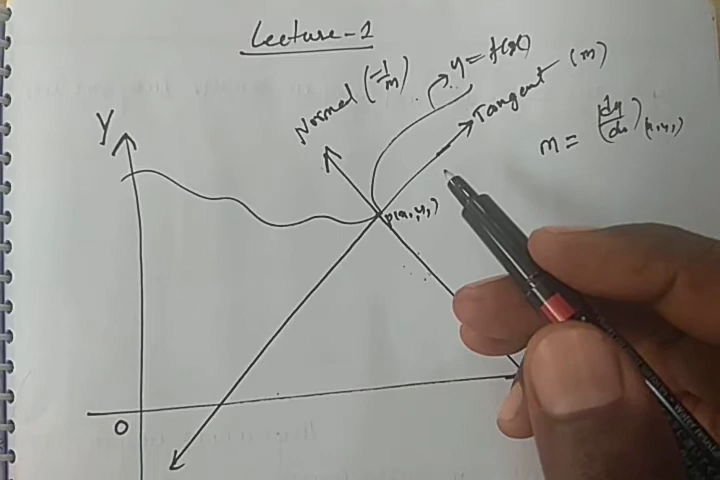 Lecture-1
Normal (-1/m)
y = f(x)
Tangent (m)
m = (dy/dx)(x₁,y₁)
Y
P(x₁,y₁)
O